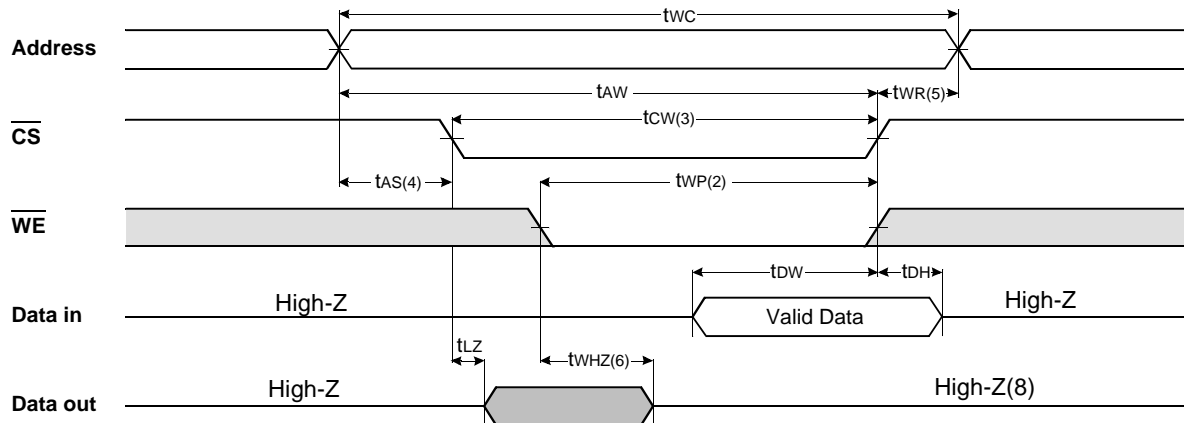 tWC
Address
tAW
tWR(5)
tCW(3)
CS
tAS(4)
tWP(2)
WE
tDW
tDH
High-Z
High-Z
Data in
Valid Data
tLZ
tWHZ(6)
High-Z
High-Z(8)
Data out